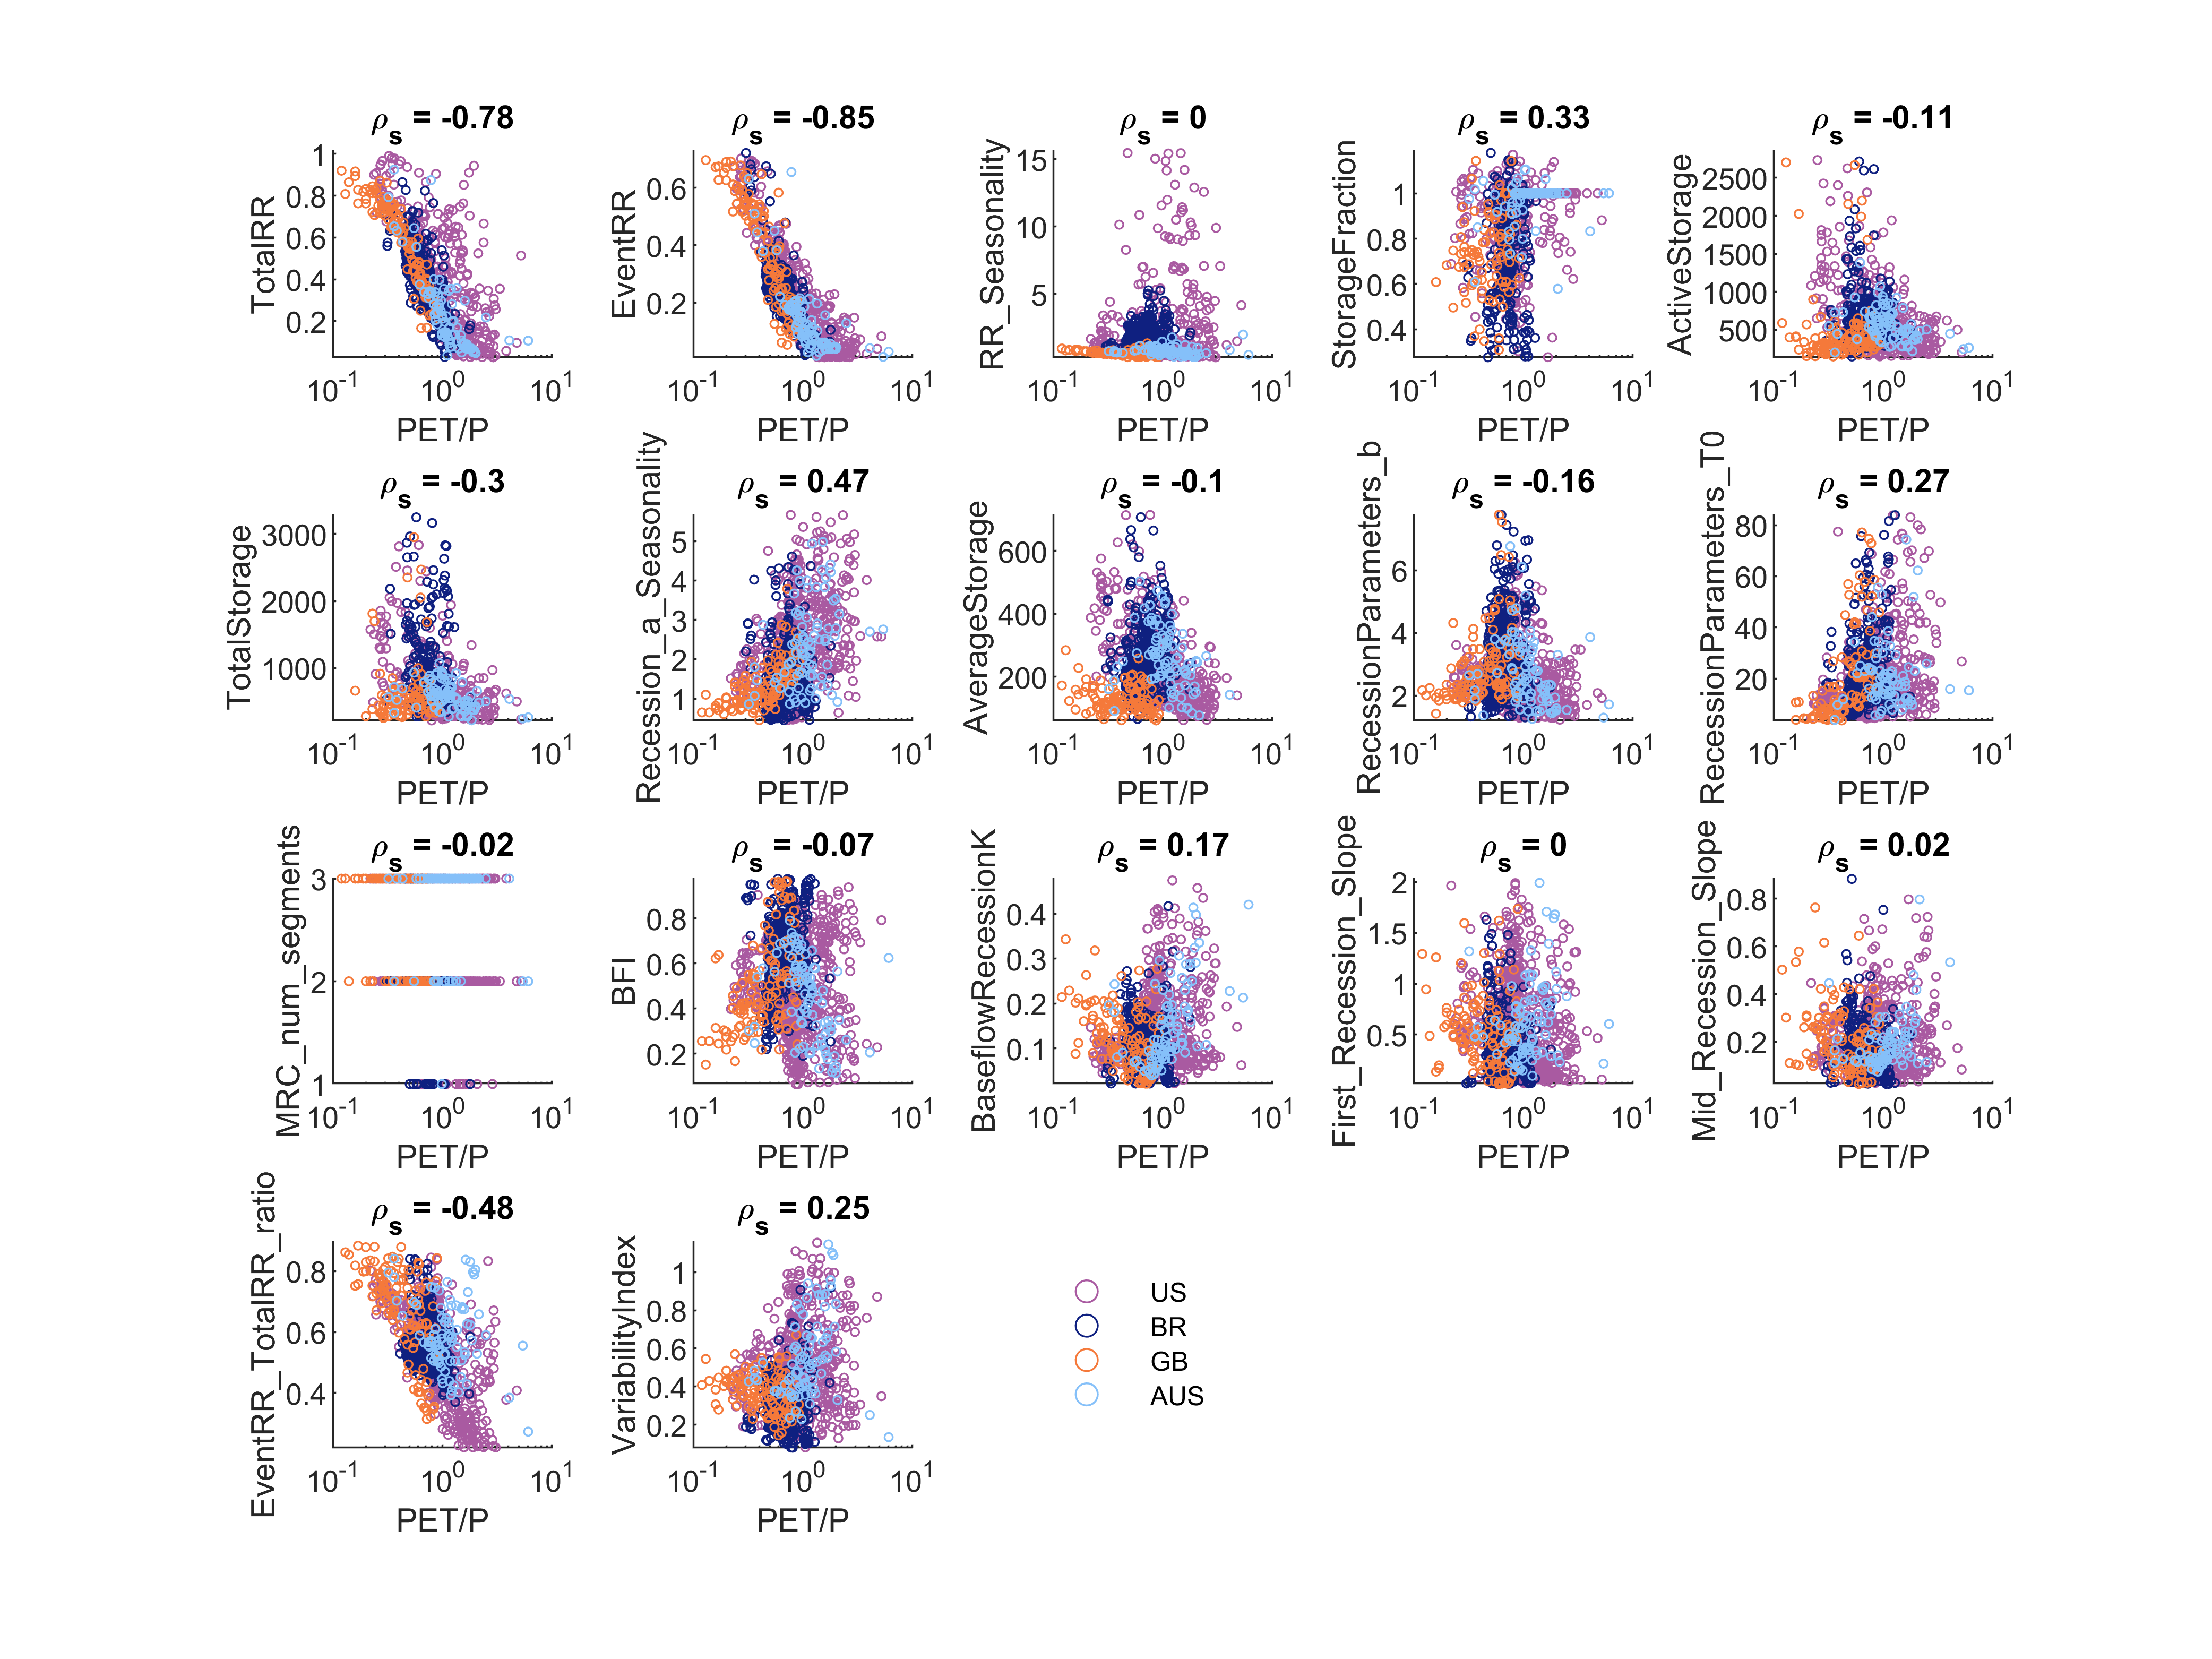 ρs = -0.78
TotalRR
1
0.8
0.6
0.4
0.2
10-1 100 101
PET/P
ρs = -0.85
EventRR
0.6
0.4
0.2
10-1 100 101
PET/P
ρs = 0
RR_Seasonality
15
10
5
10-1 100 101
PET/P
ρs = 0.33
StorageFraction
1
0.8
0.6
0.4
10-1 100 101
PET/P
ρs = -0.11
ActiveStorage
2500
2000
1500
1000
500
10-1 100 101
PET/P
ρs = -0.3
TotalStorage
3000
2000
1000
10-1 100 101
PET/P
ρs = 0.47
Recession_a_Seasonality
5
4
3
2
1
10-1 100 101
PET/P
ρs = -0.1
AverageStorage
600
400
200
10-1 100 101
PET/P
ρs = -0.16
RecessionParameters_b
6
4
2
10-1 100 101
PET/P
ρs = 0.27
RecessionParameters_T0
80
60
40
20
10-1 100 101
PET/P
ρs = -0.02
MRC_num_segments
3
2
1
10-1 100 101
PET/P
ρs = -0.07
BFI
0.8
0.6
0.4
0.2
10-1 100 101
PET/P
ρs = 0.17
BaseflowRecessionK
0.4
0.3
0.2
0.1
10-1 100 101
PET/P
ρs = 0
First_Recession_Slope
2
1.5
1
0.5
10-1 100 101
PET/P
ρs = 0.02
Mid_Recession_Slope
0.8
0.6
0.4
0.2
10-1 100 101
PET/P
ρs = -0.48
EventRR_TotalRR_ratio
0.8
0.6
0.4
10-1 100 101
PET/P
ρs = 0.25
VariabilityIndex
1
0.8
0.6
0.4
0.2
10-1 100 101
PET/P
US
BR
GB
AUS